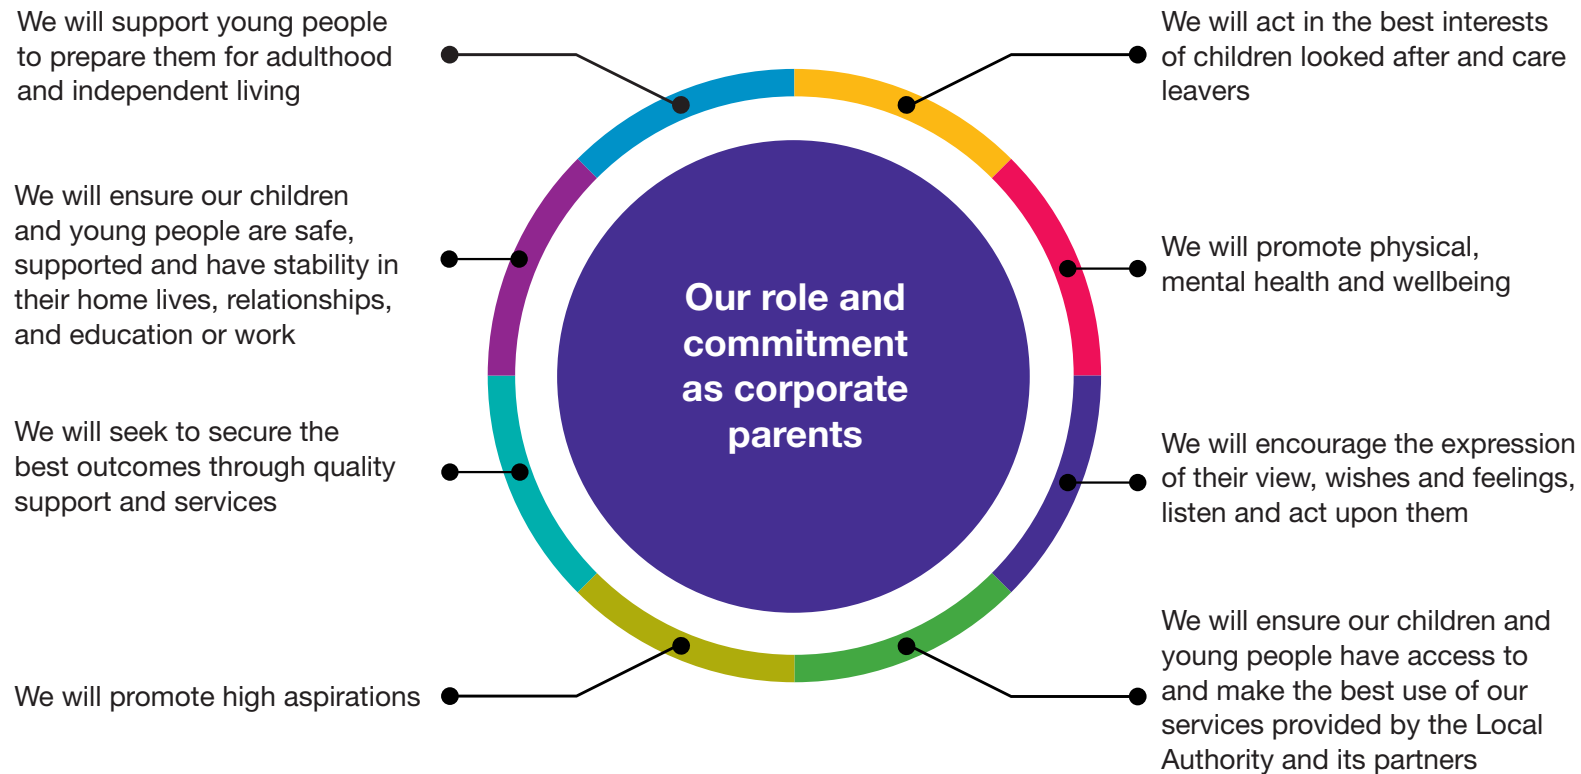 We will support young people
to prepare them for adulthood
and independent living
We will ensure our children
and young people are safe,
supported and have stability in
their home lives, relationships,
and education or work
We will seek to secure the
best outcomes through quality
support and services
We will promote high aspirations
Our role and
commitment
as corporate
parents
We will act in the best interests
of children looked after and care
leavers
We will promote physical,
mental health and wellbeing
We will encourage the expression
of their view, wishes and feelings,
listen and act upon them
We will ensure our children and
young people have access to
and make the best use of our
services provided by the Local
Authority and its partners